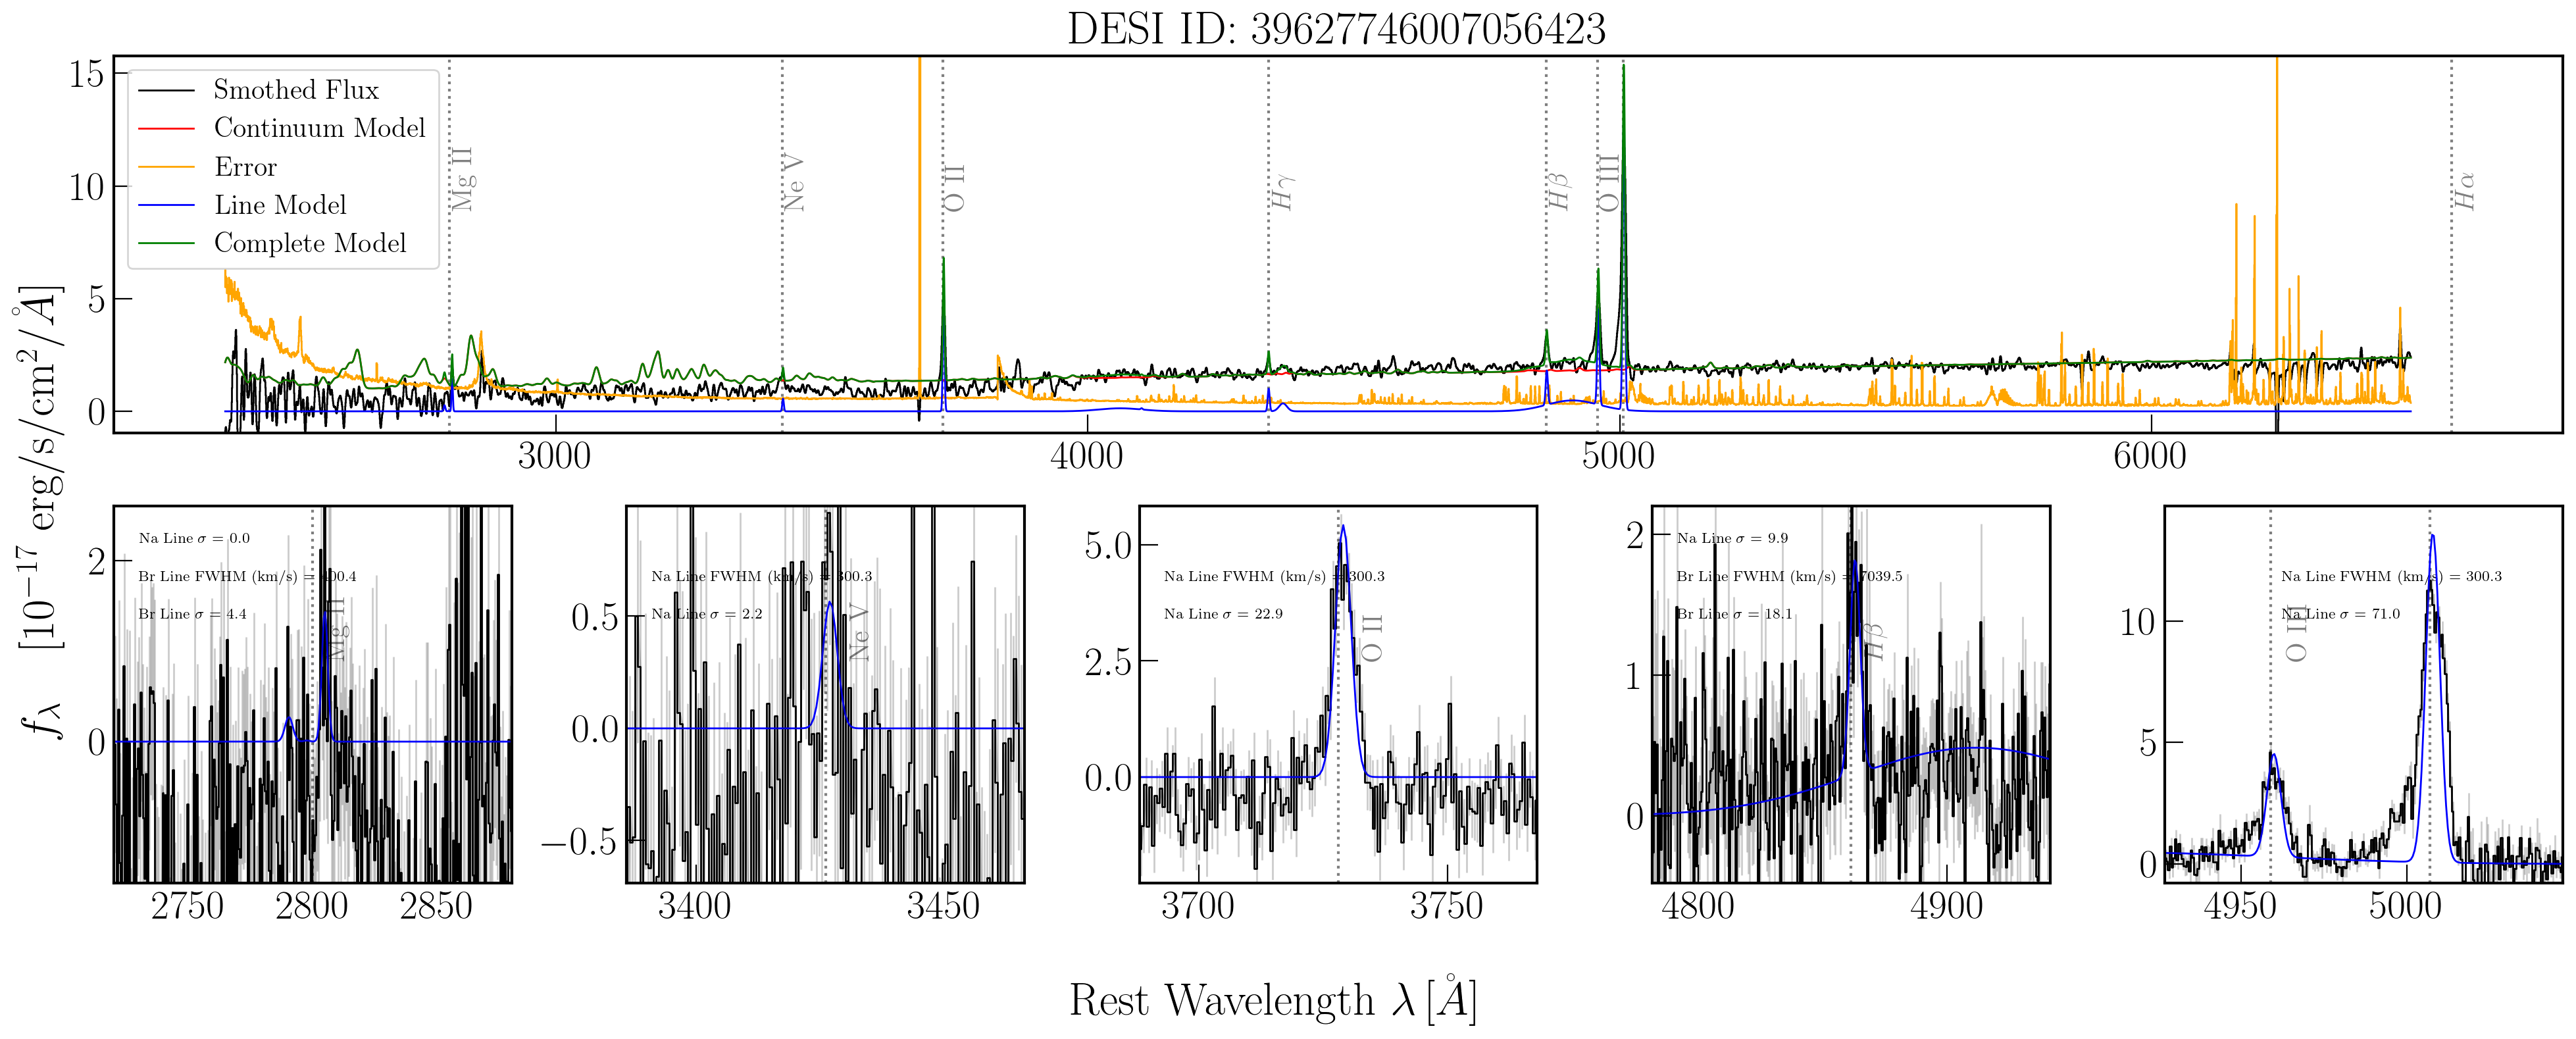 DESI ID: 39627746007056423
15
10
5
0
Smothed Flux
Continuum Model
Error
Line Model
Complete Model
Mg II
Ne V
O II
Hγ
Hβ
O III
Hα
3000
4000
5000
6000
f_λ [10^{-17} erg/s/cm^2/Å]
2
0
Na Line σ = 0.0
Br Line FWHM (km/s) = 400.4
Br Line σ = 4.4
Mg II
2750
2800
2850
0.5
0.0
−0.5
Na Line FWHM (km/s) = 300.3
Na Line σ = 2.2
Ne V
3400
3450
5.0
2.5
0.0
Na Line FWHM (km/s) = 300.3
Na Line σ = 22.9
O II
3700
3750
2
1
0
Na Line σ = 9.9
Br Line FWHM (km/s) = 7039.5
Br Line σ = 18.1
Hβ
4800
4900
10
5
0
Na Line FWHM (km/s) = 300.3
Na Line σ = 71.0
O III
4950
5000
Rest Wavelength λ [Å]